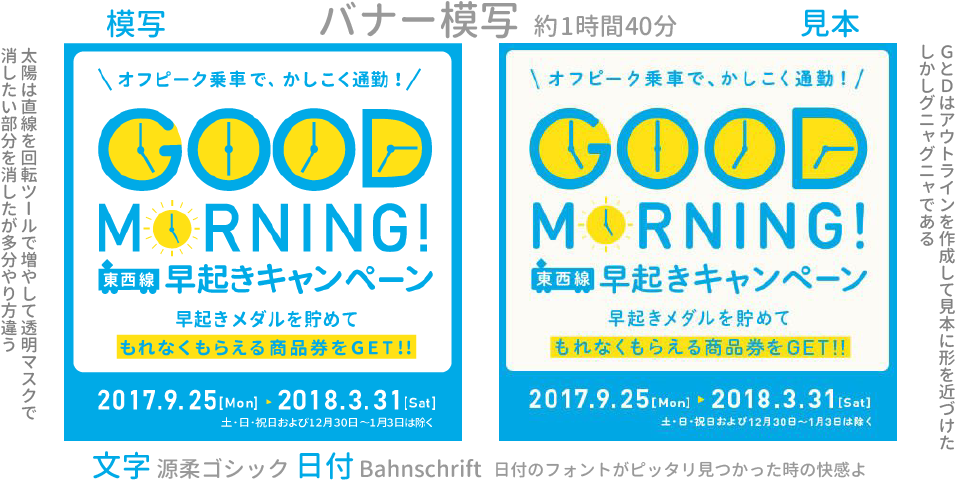 模写
バナー模写 約1時間40分
見本
太陽は直線を回転ツールで増やして透明マスクで
消したい部分を消したが多分やり方違う
\オフピーク乗車で、かしこく通勤！/
GOOD
MORNING!
東西線 早起きキャンペーン
早起きメダルを貯めて
もれなくもらえる商品券をGET!!
2017.9.25[Mon]▶2018.3.31[Sat]
土・日・祝日および12月30日〜1月3日は除く
\オフピーク乗車で、かしこく通勤！/
GOOD
MORNING!
東西線 早起きキャンペーン
早起きメダルを貯めて
もれなくもらえる商品券をGET!!
2017.9.25[Mon]▶2018.3.31[Sat]
土・日・祝日および12月30日〜1月3日は除く
GとDはアウトラインを作成して見本に形を近づけた
しかしグニャグニャである
文字 源柔ゴシック 日付 Bahnschrift 日付のフォントがピッタリ見つかった時の快感よ